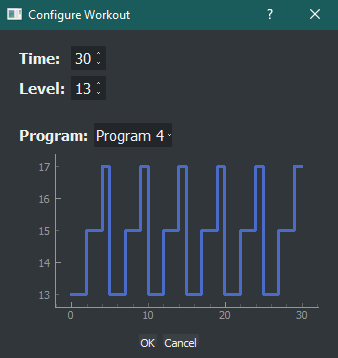 Configure Workout ?
Time: 30
Level: 13
Program: Program 4
17
16
15
14
13
0 10 20 30
OK Cancel